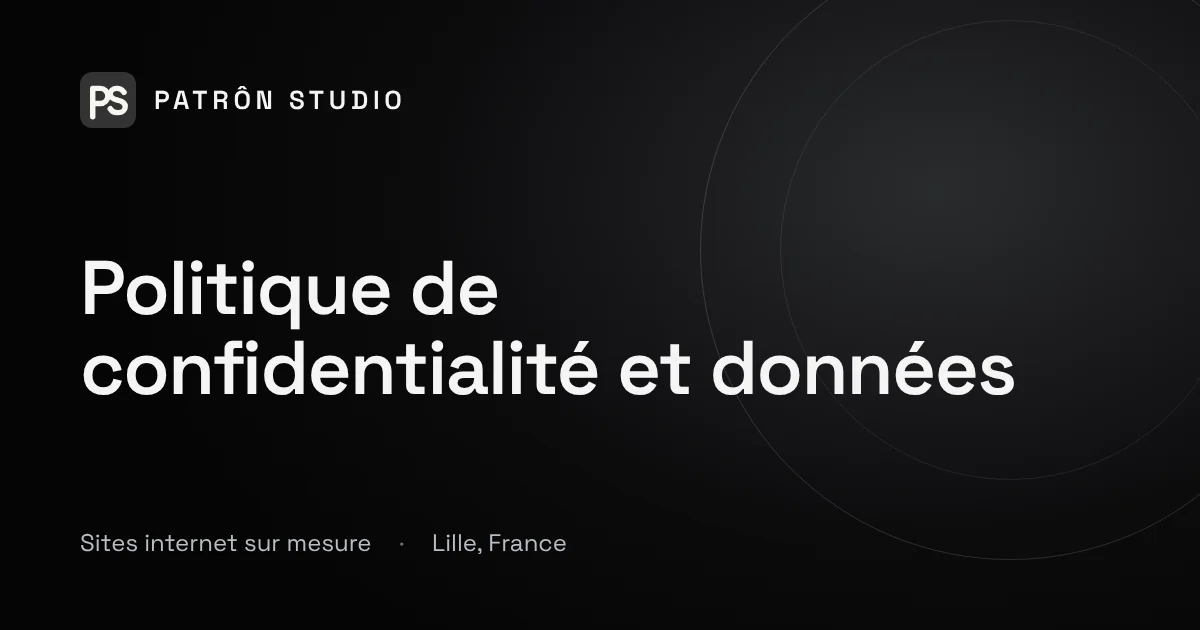 PS PATRÔN STUDIO
Politique de
confidentialité et données
Sites internet sur mesure · Lille, France